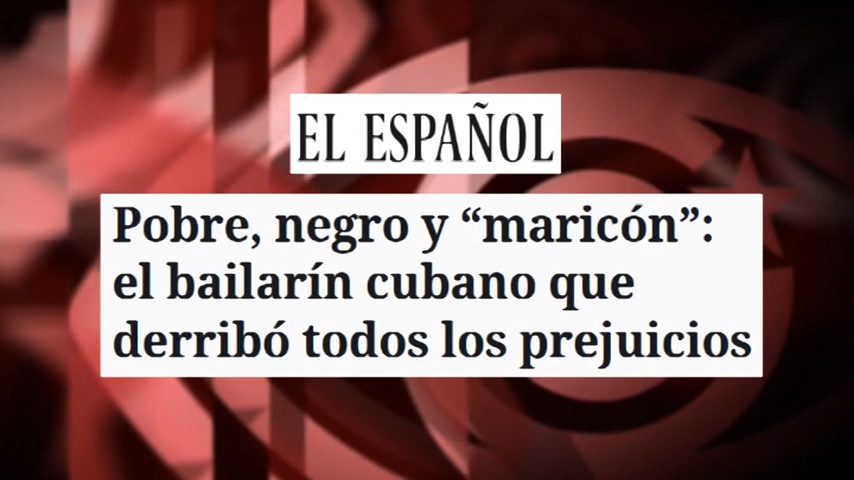 EL ESPAÑOL
Pobre, negro y “maricón”:
el bailarín cubano que
derribó todos los prejuicios